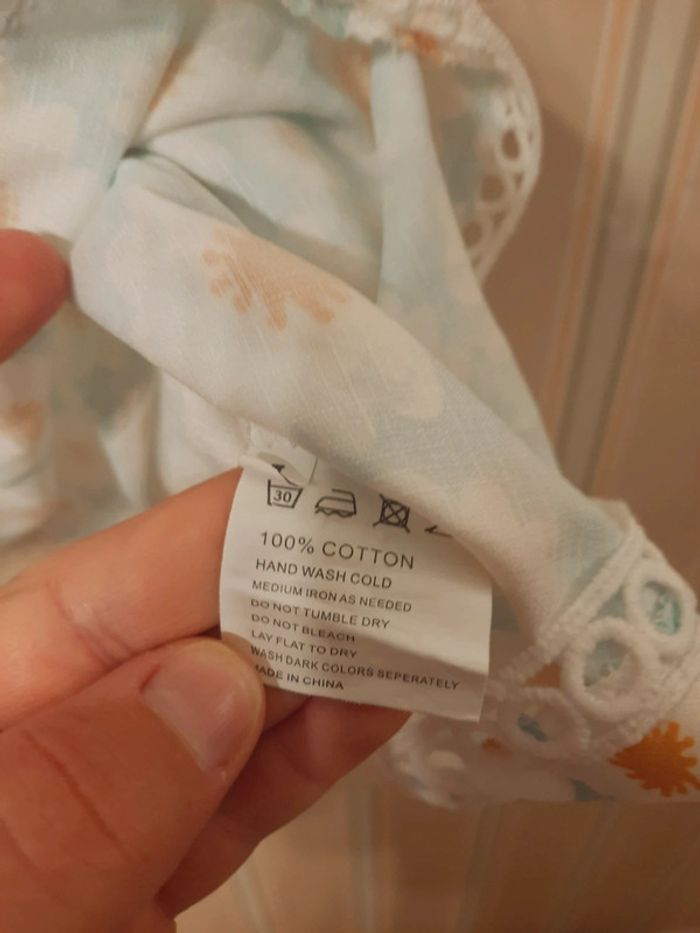 30
100% COTTON
HAND WASH COLD
MEDIUM IRON AS NEEDED
DO NOT TUMBLE DRY
DO NOT BLEACH
LAY FLAT TO DRY
WASH DARK COLORS SEPERATELY
MADE IN CHINA